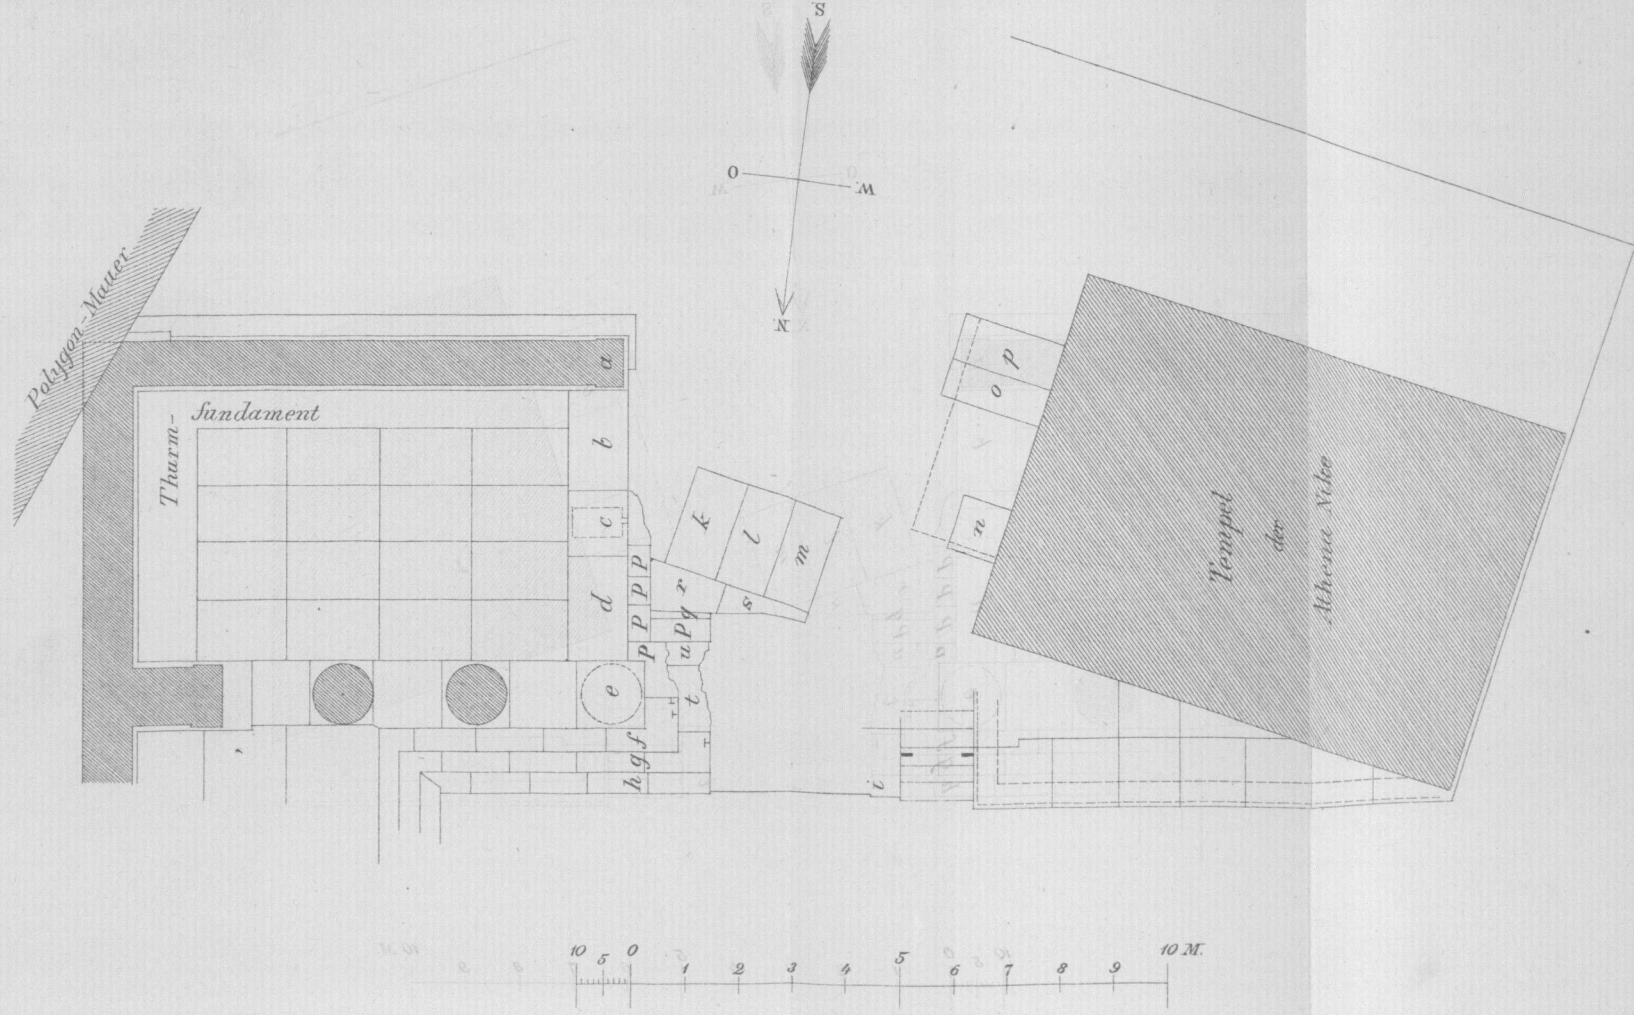 S.
O
W.
N.
Polygon-Mauer
Thurm-
fundament
a
b
c
d
e
P
P
P
P
P
q
r
s
k
l
m
u
t
f
g
h
i
n
o
p
Tempel
der
Athena Nike
10 5 0 1 2 3 4 5 6 7 8 9 10 M.